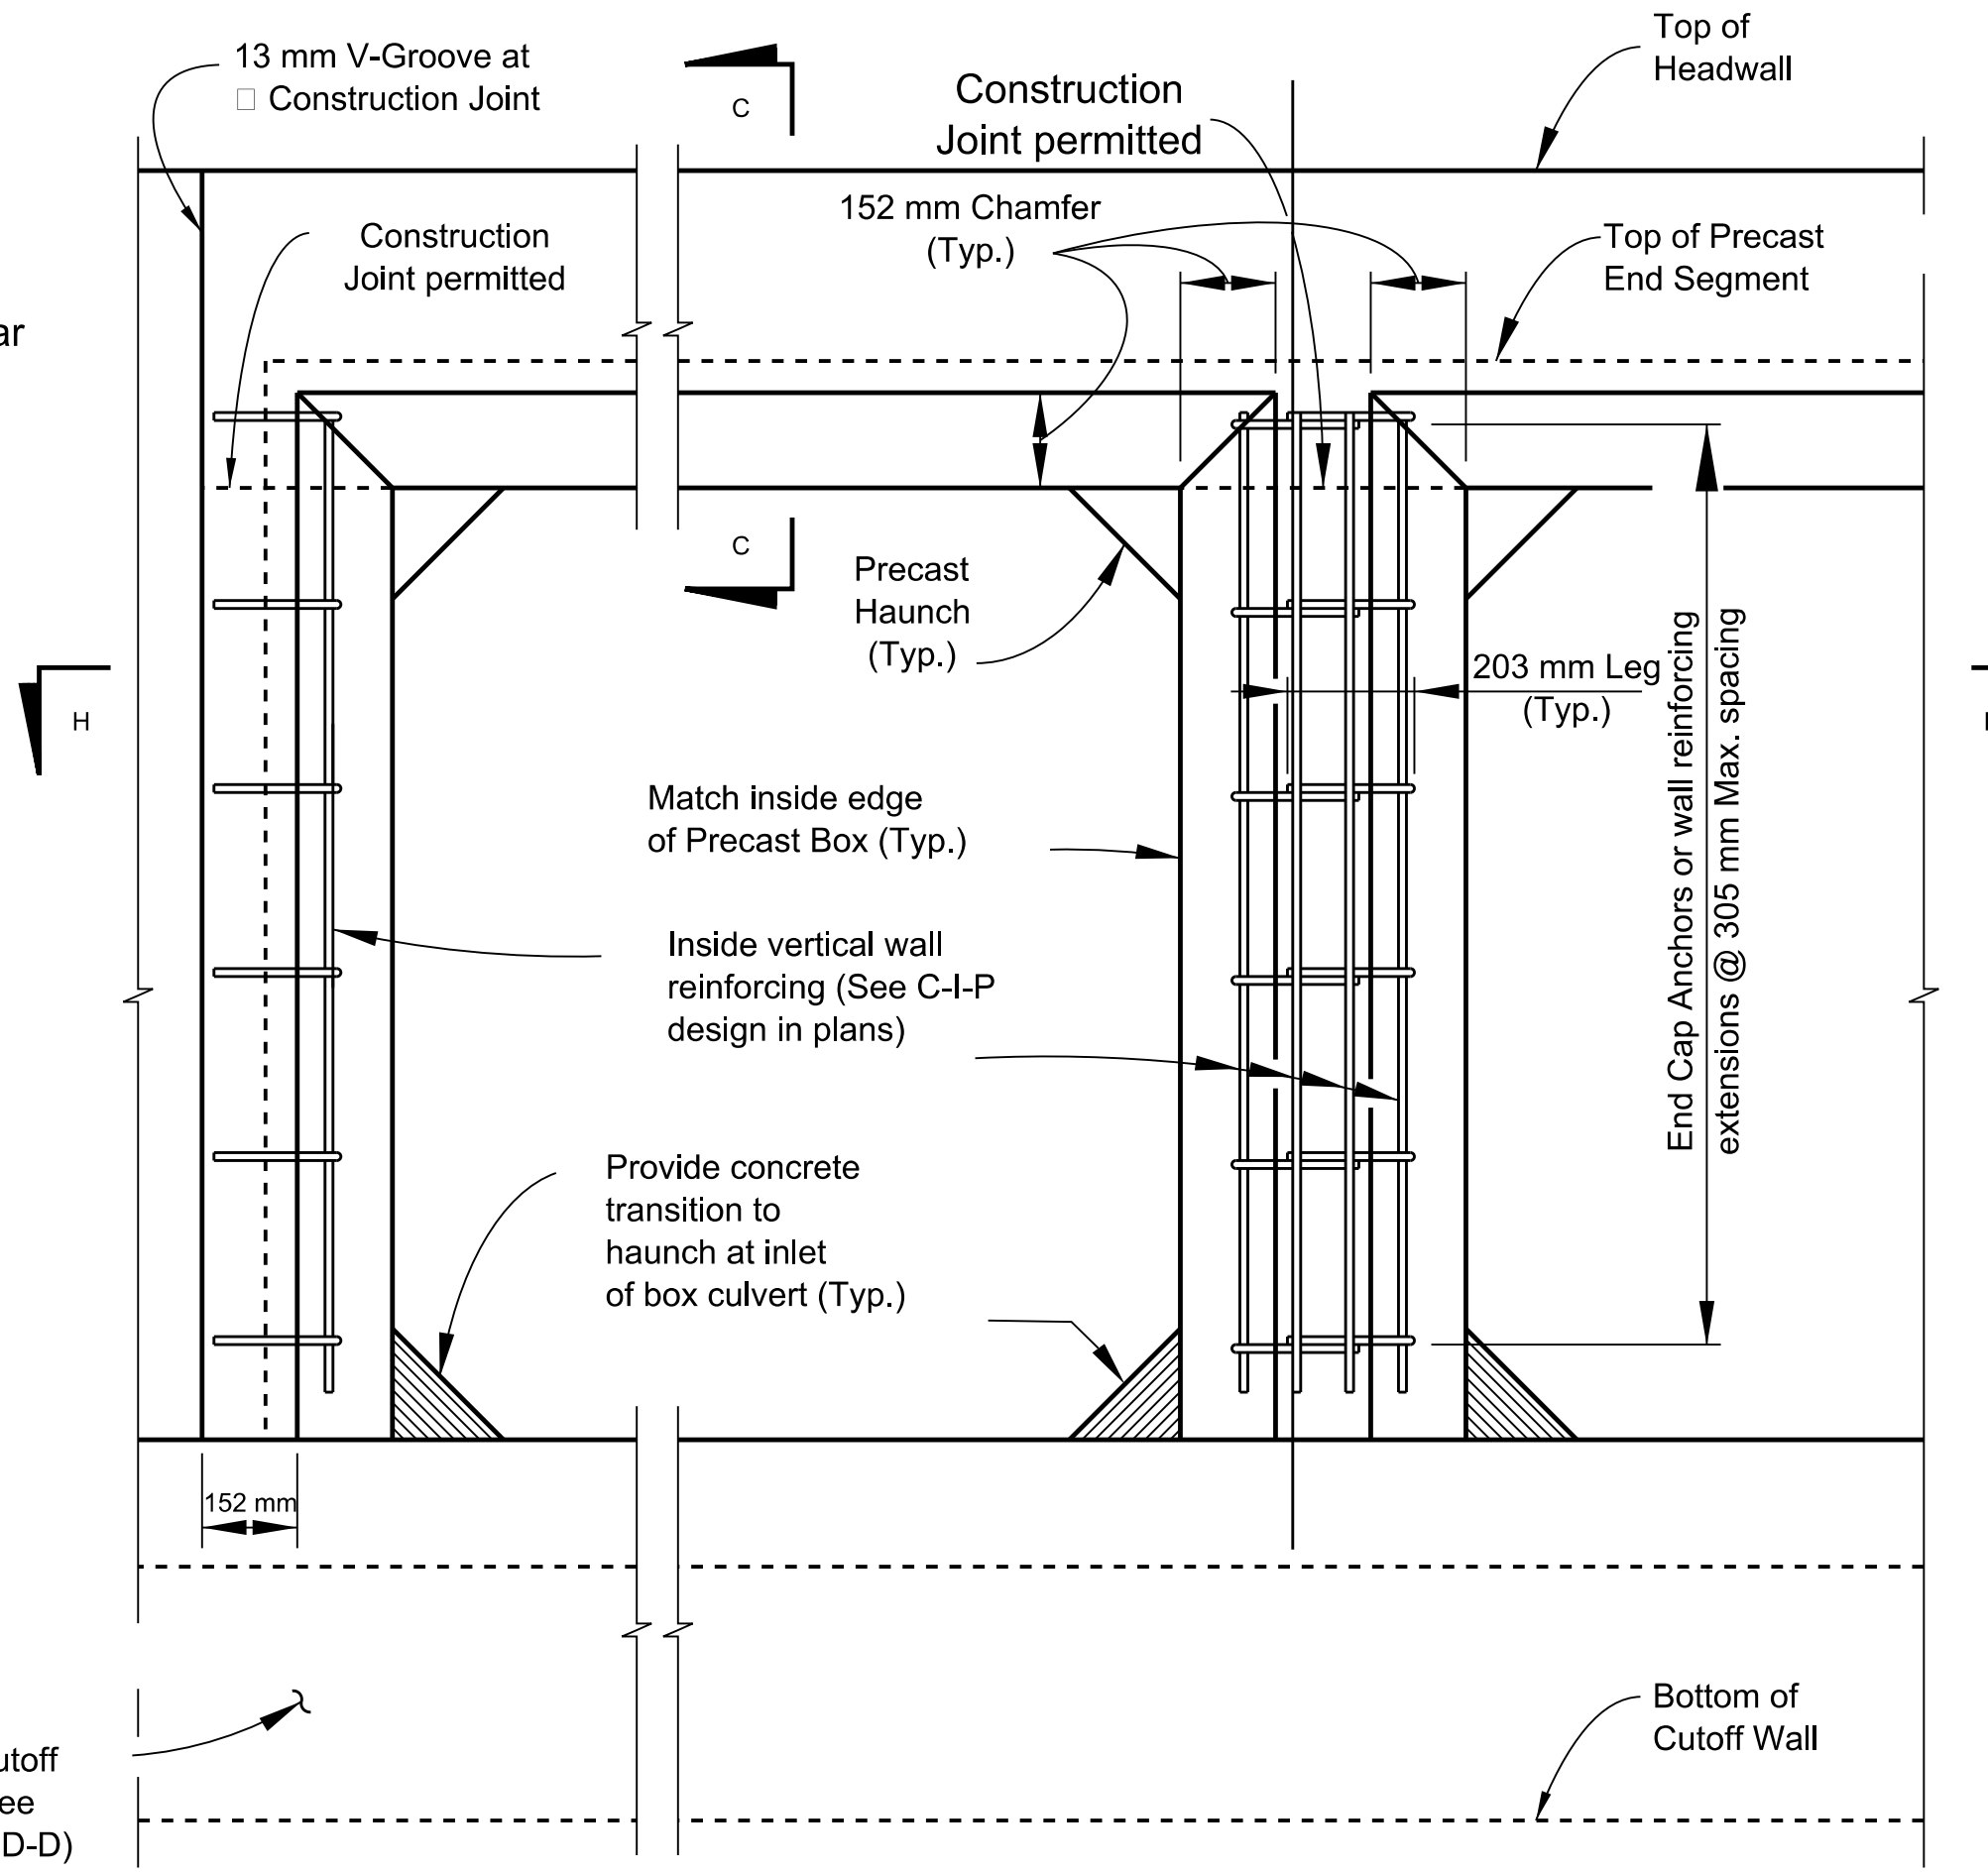 13 mm V-Groove at
□ Construction Joint
C
Construction
Joint permitted
Top of
Headwall
152 mm Chamfer
(Typ.)
Construction
Joint permitted
Top of Precast
End Segment
ar
C
Precast
Haunch
(Typ.)
H
203 mm Leg
(Typ.)
End Cap Anchors or wall reinforcing
extensions @ 305 mm Max. spacing
Match inside edge
of Precast Box (Typ.)
Inside vertical wall
reinforcing (See C-I-P
design in plans)
Provide concrete
transition to
haunch at inlet
of box culvert (Typ.)
152 mm
Bottom of
Cutoff Wall
utoff
ee
D-D)